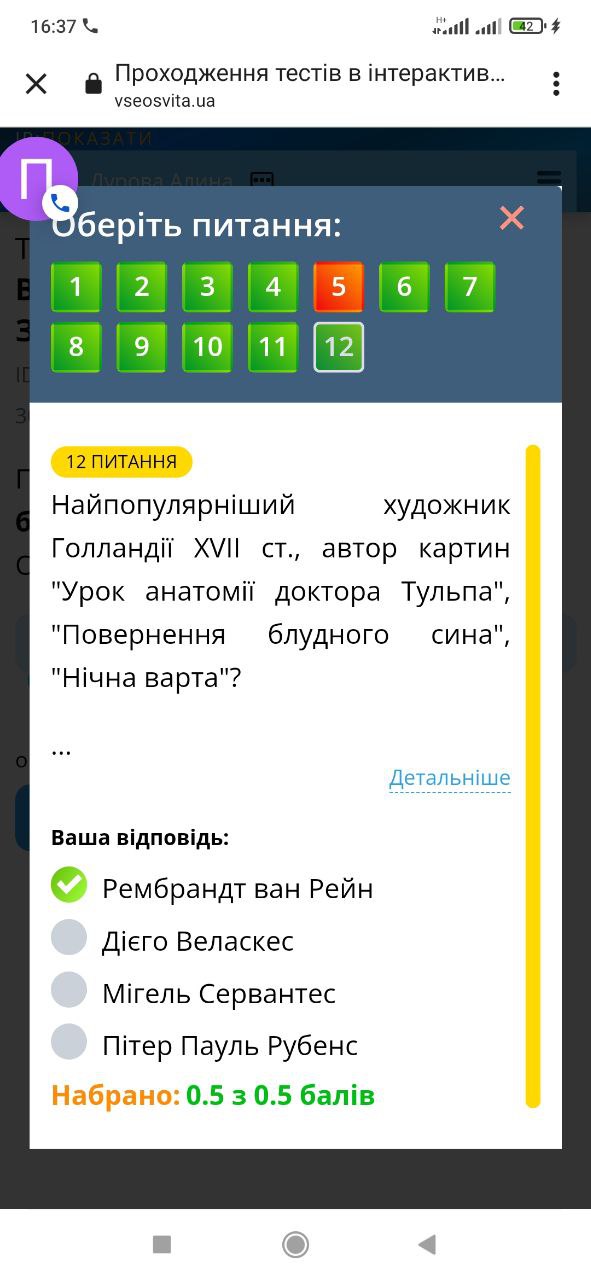 16:37
H+
42
Проходження тестів в інтерактив...
vseosvita.ua
ПОКАЗАТИ
П
Дурова Аліна
Оберіть питання:
1 2 3 4 5 6 7
8 9 10 11 12
12 ПИТАННЯ
Найпопулярніший художник
Голландії XVII ст., автор картин
"Урок анатомії доктора Тульпа",
"Повернення блудного сина",
"Нічна варта"?
...
Детальніше
Ваша відповідь:
Рембрандт ван Рейн
Дієго Веласкес
Мігель Сервантес
Пітер Пауль Рубенс
Набрано: 0.5 з 0.5 балів